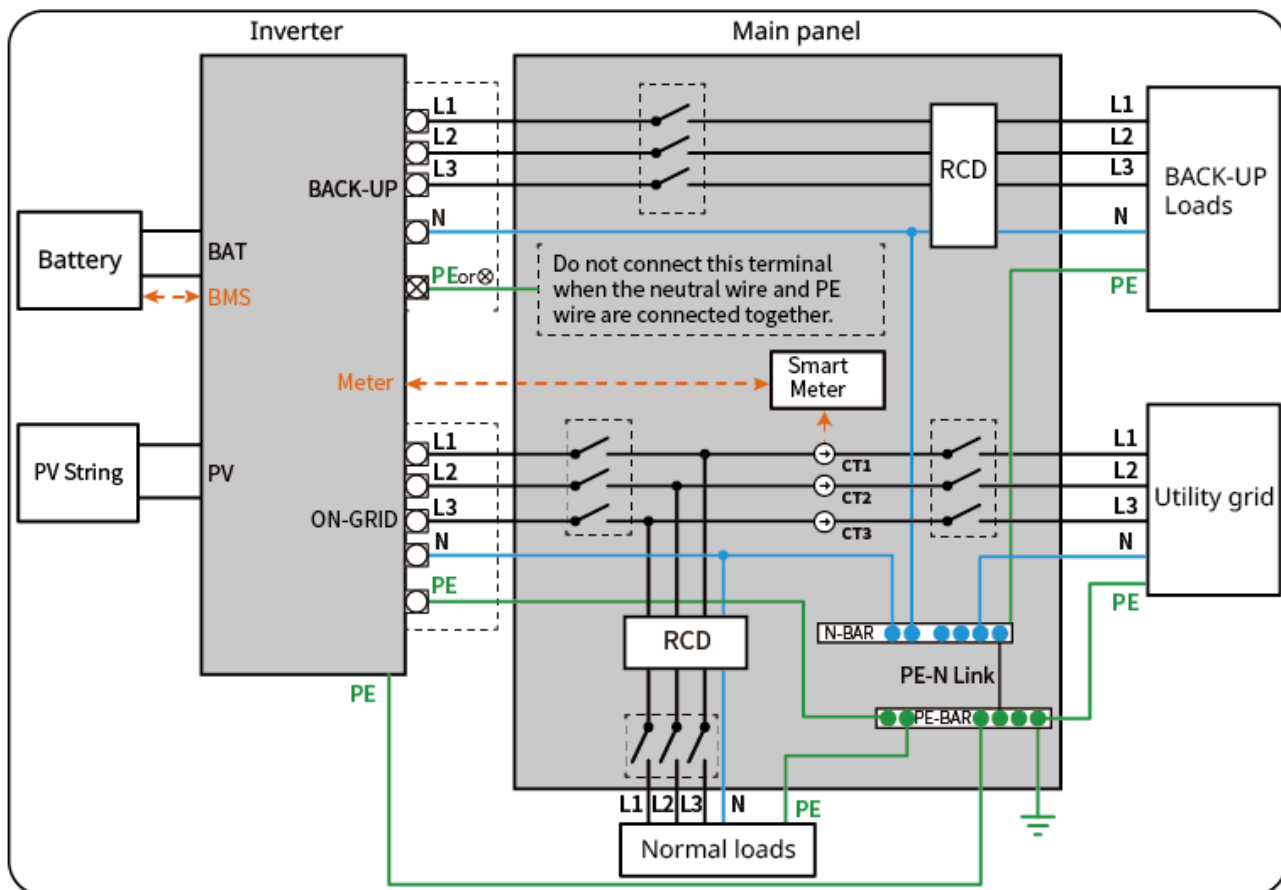 Inverter
Main panel
L1
L2
L3
N
PE or⊗
BACK-UP
BAT
BMS
Battery
Do not connect this terminal
when the neutral wire and PE
wire are connected together.
RCD
L1
L2
L3
N
PE
BACK-UP
Loads
Meter
Smart
Meter
PV String
PV
ON-GRID
L1
L2
L3
N
PE
CT1
CT2
CT3
L1
L2
L3
N
PE
Utility grid
RCD
N-BAR
PE-N Link
PE-BAR
PE
L1 L2 L3 N PE
Normal loads